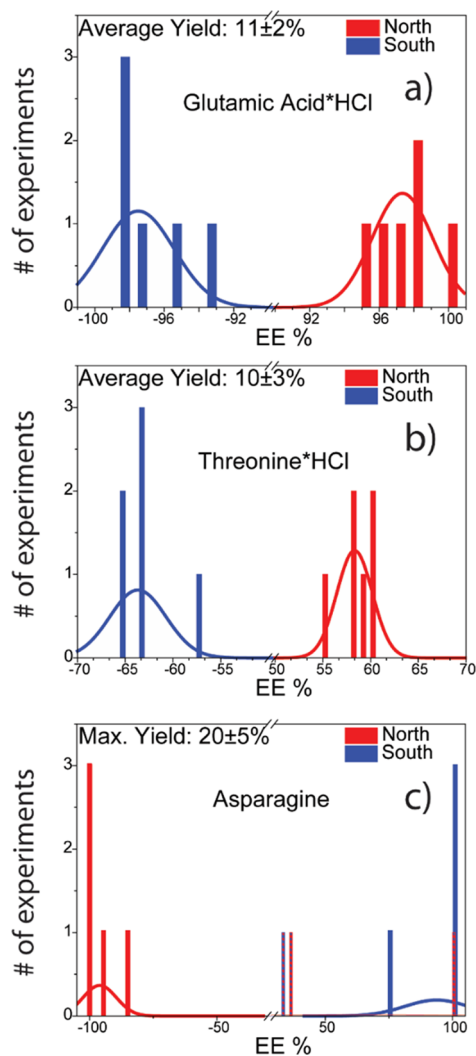 Average Yield: 11±2%
North
South
a)
Glutamic Acid*HCl
# of experiments
3
2
1
0
-100 -96 -92 92 96 100
EE %
Average Yield: 10±3%
North
South
b)
Threonine*HCl
# of experiments
3
2
1
0
-70 -65 -60 -55 50 55 60 65 70
EE %
Max. Yield: 20±5%
North
South
c)
Asparagine
# of experiments
3
2
1
0
-100 -50 50 100
EE %